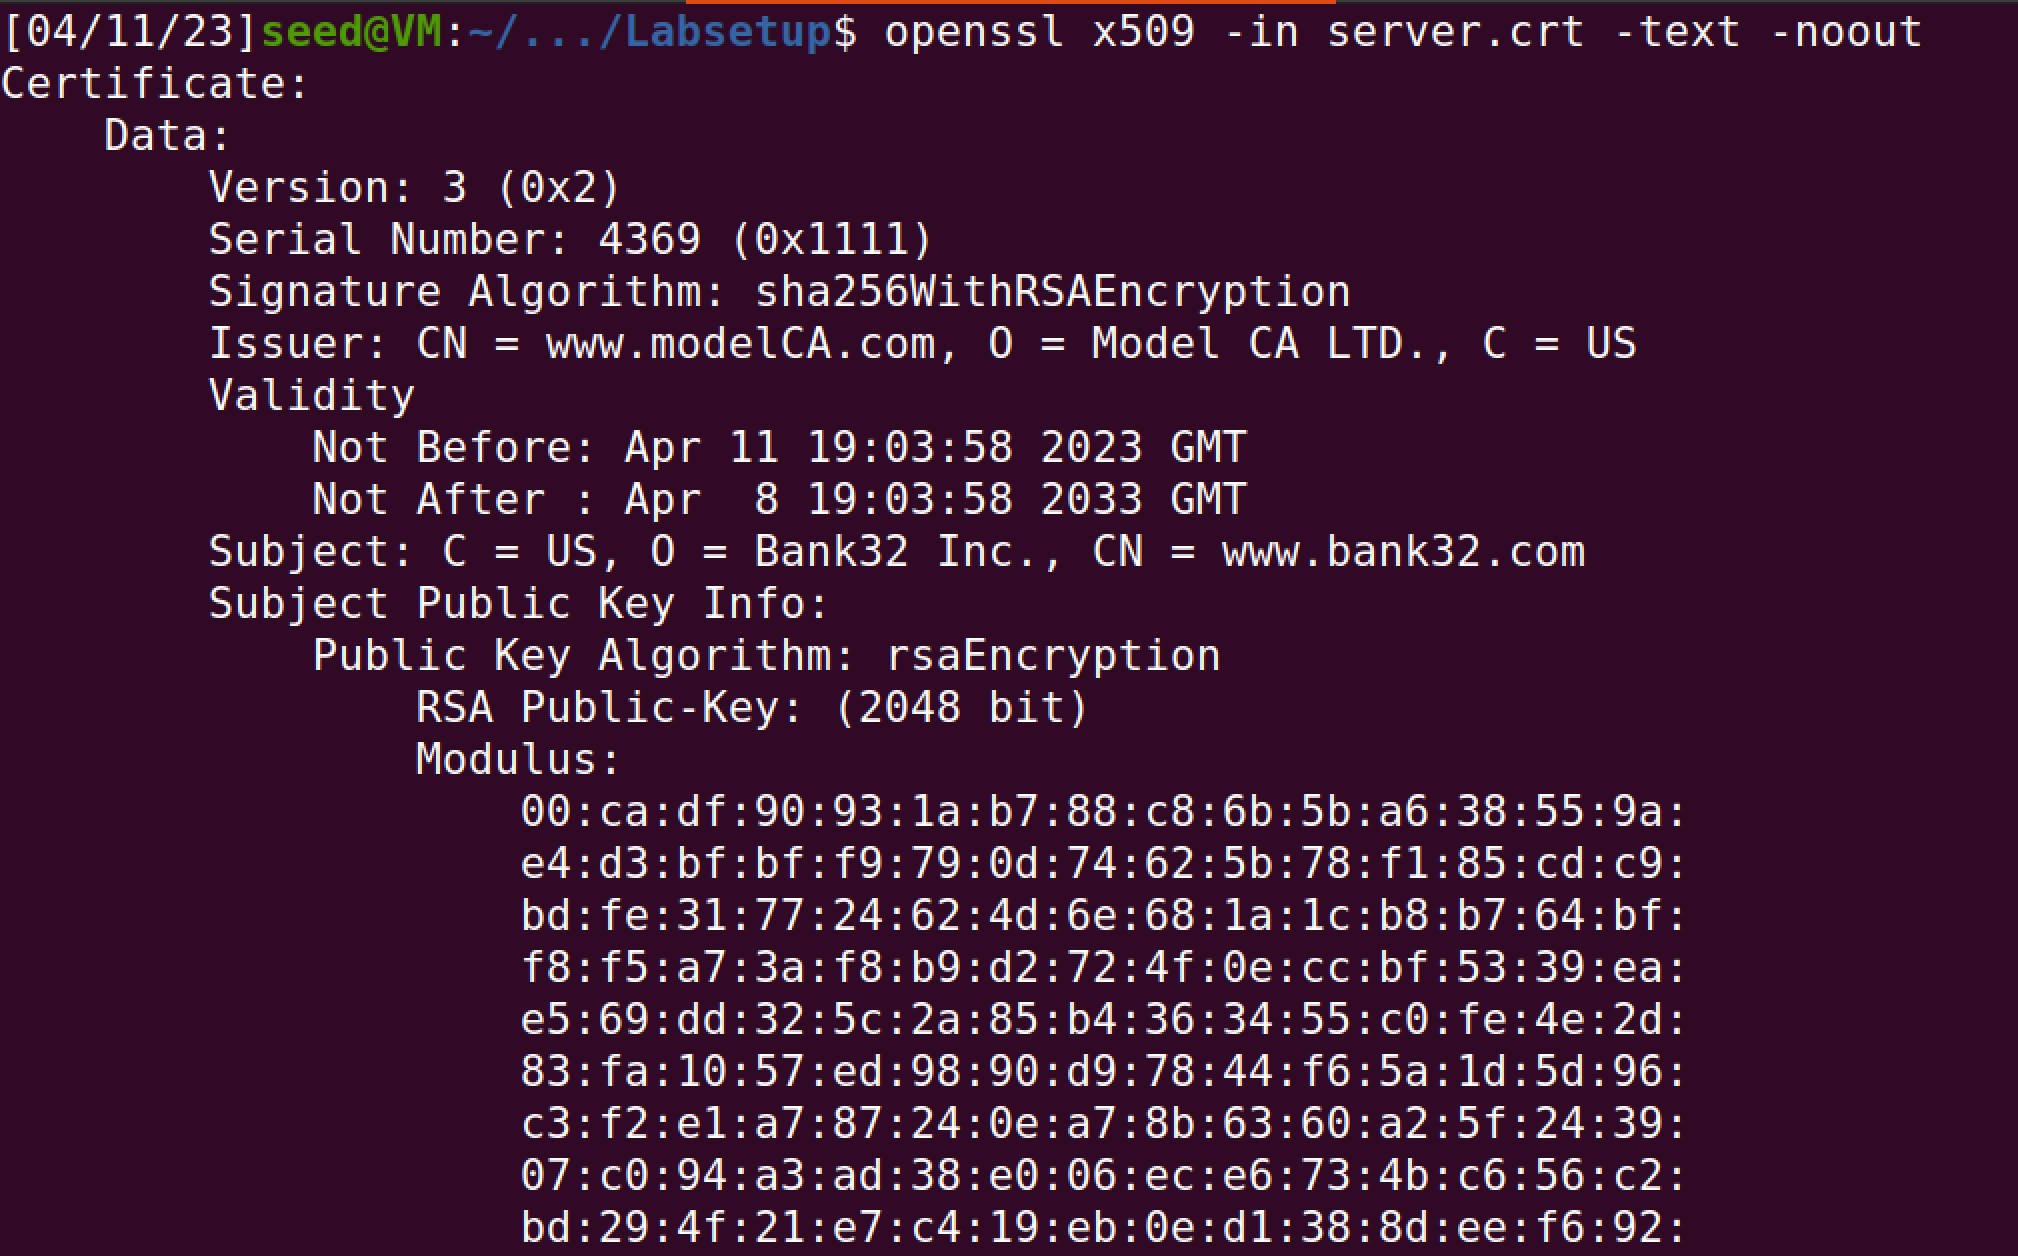 [04/11/23]seed@VM:~/.../Labsetup$ openssl x509 -in server.crt -text -noout
Certificate:
    Data:
        Version: 3 (0x2)
        Serial Number: 4369 (0x1111)
        Signature Algorithm: sha256WithRSAEncryption
        Issuer: CN = www.modelCA.com, O = Model CA LTD., C = US
        Validity
            Not Before: Apr 11 19:03:58 2023 GMT
            Not After : Apr  8 19:03:58 2033 GMT
        Subject: C = US, O = Bank32 Inc., CN = www.bank32.com
        Subject Public Key Info:
            Public Key Algorithm: rsaEncryption
                RSA Public-Key: (2048 bit)
                Modulus:
                    00:ca:df:90:93:1a:b7:88:c8:6b:5b:a6:38:55:9a:
                    e4:d3:bf:bf:f9:79:0d:74:62:5b:78:f1:85:cd:c9:
                    bd:fe:31:77:24:62:4d:6e:68:1a:1c:b8:b7:64:bf:
                    f8:f5:a7:3a:f8:b9:d2:72:4f:0e:cc:bf:53:39:ea:
                    e5:69:dd:32:5c:2a:85:b4:36:34:55:c0:fe:4e:2d:
                    83:fa:10:57:ed:98:90:d9:78:44:f6:5a:1d:5d:96:
                    c3:f2:e1:a7:87:24:0e:a7:8b:63:60:a2:5f:24:39:
                    07:c0:94:a3:ad:38:e0:06:ec:e6:73:4b:c6:56:c2:
                    bd:29:4f:21:e7:c4:19:eb:0e:d1:38:8d:ee:f6:92: